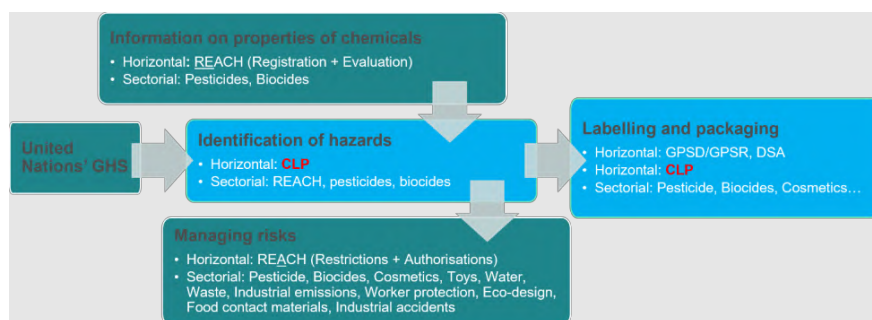 Information on properties of chemicals
• Horizontal: REACH (Registration + Evaluation)
• Sectorial: Pesticides, Biocides
United
Nations' GHS
Identification of hazards
• Horizontal: CLP
• Sectorial: REACH, pesticides, biocides
Labelling and packaging
• Horizontal: GPSD/GPSR, DSA
• Horizontal: CLP
• Sectorial: Pesticide, Biocides, Cosmetics…
Managing risks
• Horizontal: REACH (Restrictions + Authorisations)
• Sectorial: Pesticide, Biocides, Cosmetics, Toys, Water,
Waste, Industrial emissions, Worker protection, Eco-design,
Food contact materials, Industrial accidents